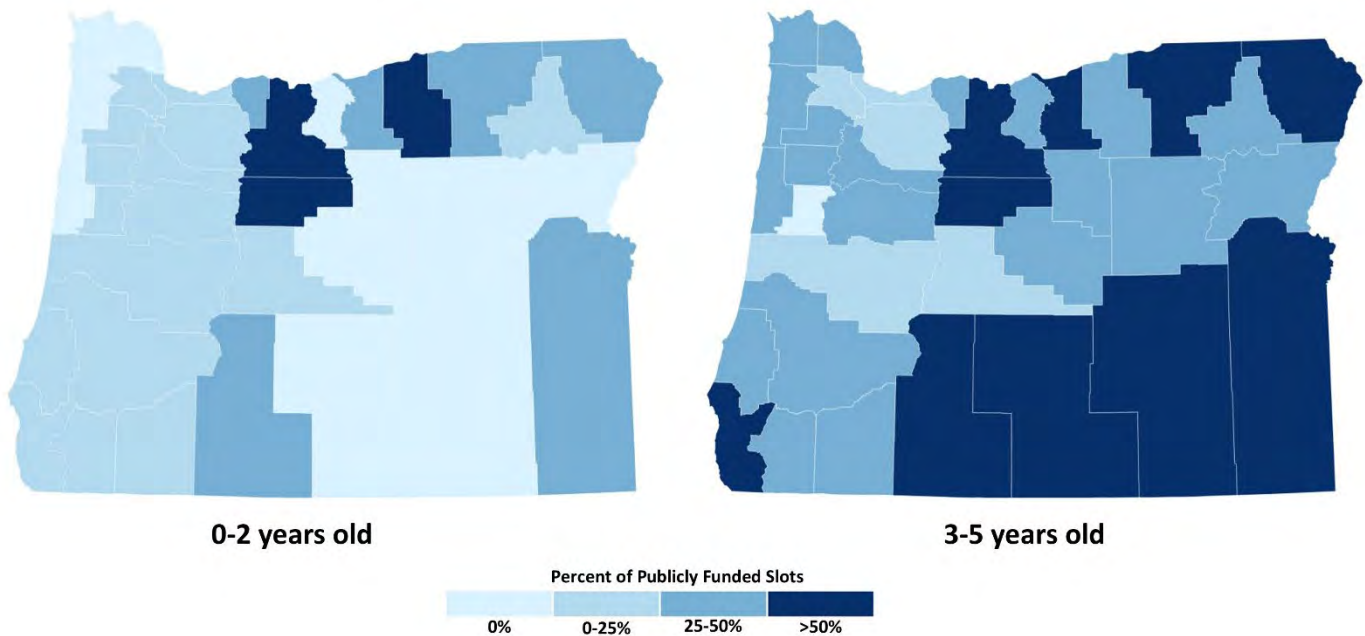 0-2 years old
3-5 years old
Percent of Publicly Funded Slots
0%
0-25%
25-50%
>50%